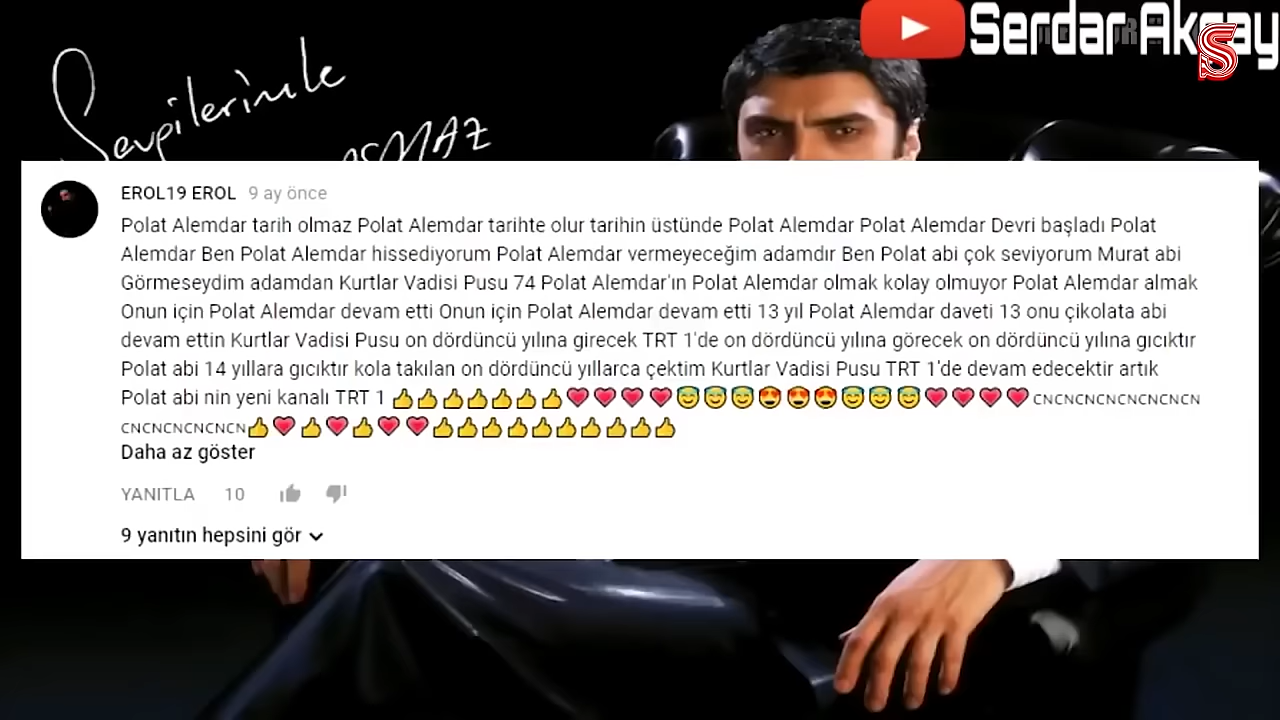 Serdar Akçay
Sevgilerimle
EROL19 EROL 9 ay önce
Polat Alemdar tarih olmaz Polat Alemdar tarihte olur tarihin üstünde Polat Alemdar Polat Alemdar Devri başladı Polat
Alemdar Ben Polat Alemdar hissediyorum Polat Alemdar vermeyeceğim adamdır Ben Polat abi çok seviyorum Murat abi
Görmeseydim adamdan Kurtlar Vadisi Pusu 74 Polat Alemdar'ın Polat Alemdar olmak kolay olmuyor Polat Alemdar almak
Onun için Polat Alemdar devam etti Onun için Polat Alemdar devam etti 13 yıl Polat Alemdar daveti 13 onu çikolata abi
devam ettin Kurtlar Vadisi Pusu on dördüncü yılına girecek TRT 1'de on dördüncü yılına görecek on dördüncü yılına gıcıktır
Polat abi 14 yıllara gıcıktır kola takılan on dördüncü yıllarca çektim Kurtlar Vadisi Pusu TRT 1'de devam edecektir artık
Polat abi nin yeni kanalı TRT 1 👍👍👍👍👍👍👍❤️❤️❤️❤️😇😇😇😍😍😍😇😇😇❤️❤️❤️❤️ CNCNCNCNCNCNCN
CNCNCNCNCNCN👍❤️👍❤️👍❤️❤️👍👍👍👍👍👍👍👍👍👍
Daha az göster
YANITLA 10
9 yanıtın hepsini gör